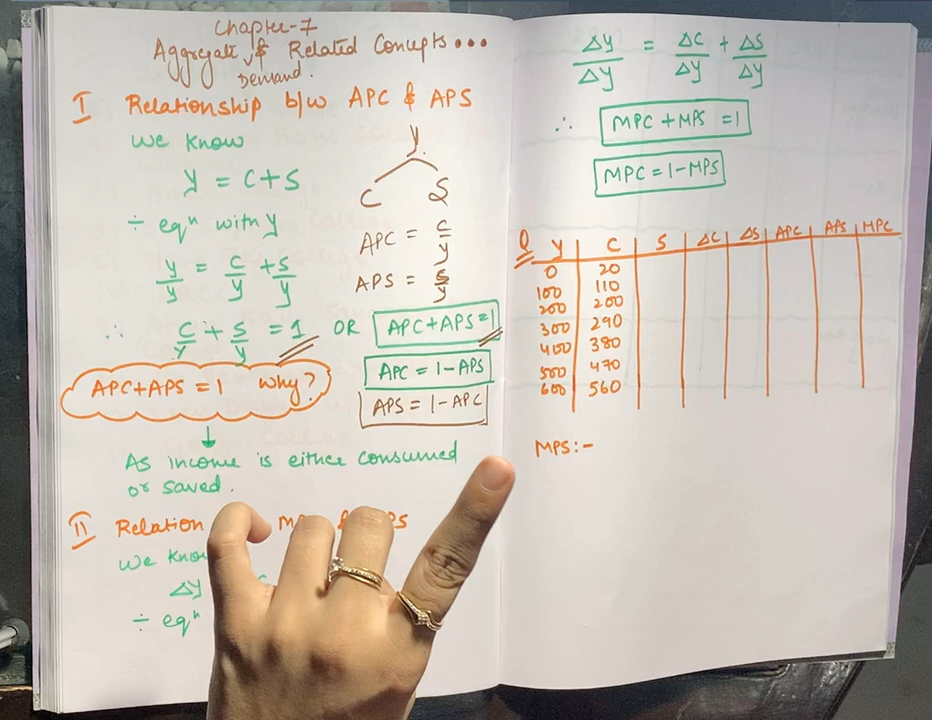 Chapter-7
Aggregate & Related Concepts...
Demand.
I Relationship b/w APC & APS
We know
y = C+S
÷ eqⁿ with y
y/y = C/y + S/y
∴ C/y + S/y = 1 OR APC+APS=1
APC = 1-APS
APS = 1-APC
y
C S
APC = C/y
APS = S/y
APC+APS = 1 Why?
As income is either consumed
or saved.
II Relation
We know
Δy
÷ eqⁿ
Δy/Δy = ΔC/Δy + ΔS/Δy
∴ MPC + MPS = 1
MPC = 1-MPS
Q y C S ΔC ΔS APC APS MPC
0 20
100 110
200 200
300 290
400 380
500 470
600 560
MPS:-